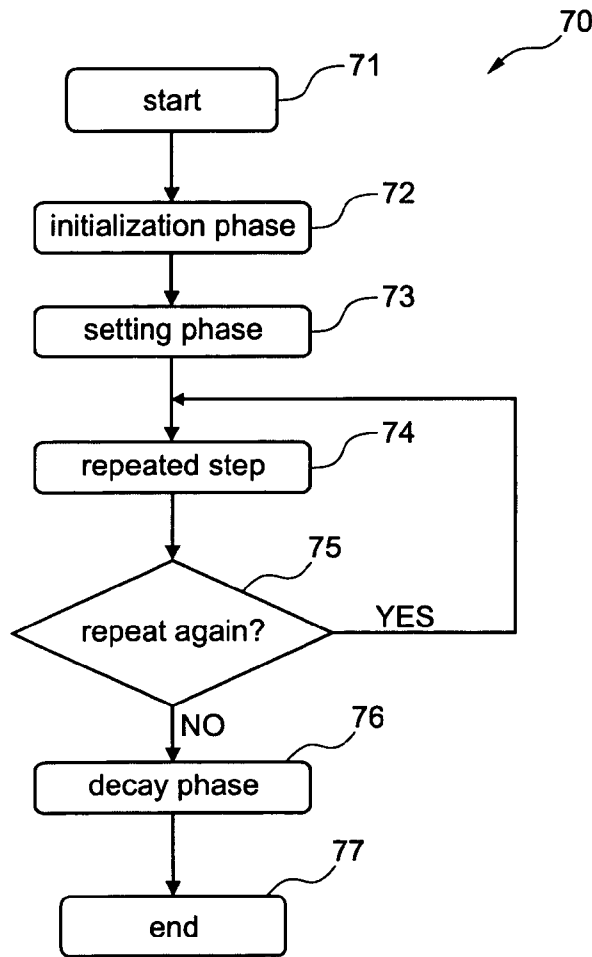 70
71
start
72
initialization phase
73
setting phase
74
repeated step
75
repeat again?
YES
NO
76
decay phase
77
end